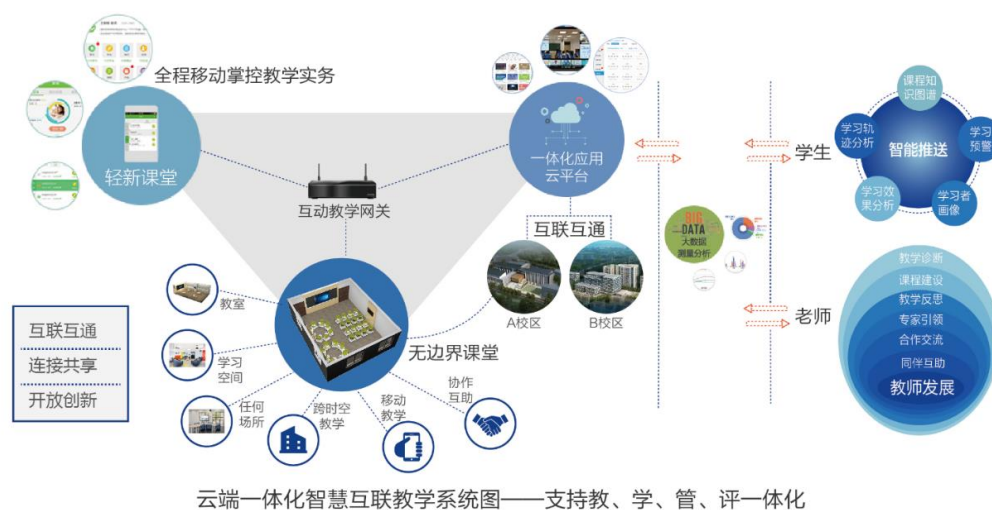 全程移动掌控教学实务
轻新课堂
互动教学网关
一体化应用
云平台
互联互通
A校区
B校区
BIG
DATA
大数据
测量分析
学生
老师
课程知
识图谱
学习轨
迹分析
智能推送
学习
预警
学习效
果分析
学习者
画像
教学诊断
课程建设
教学反思
专家引领
合作交流
同伴互助
教师发展
互联互通
连接共享
开放创新
教室
学习
空间
任何
场所
跨时空
教学
移动
教学
协作
互助
无边界课堂
云端一体化智慧互联教学系统图——支持教、学、管、评一体化